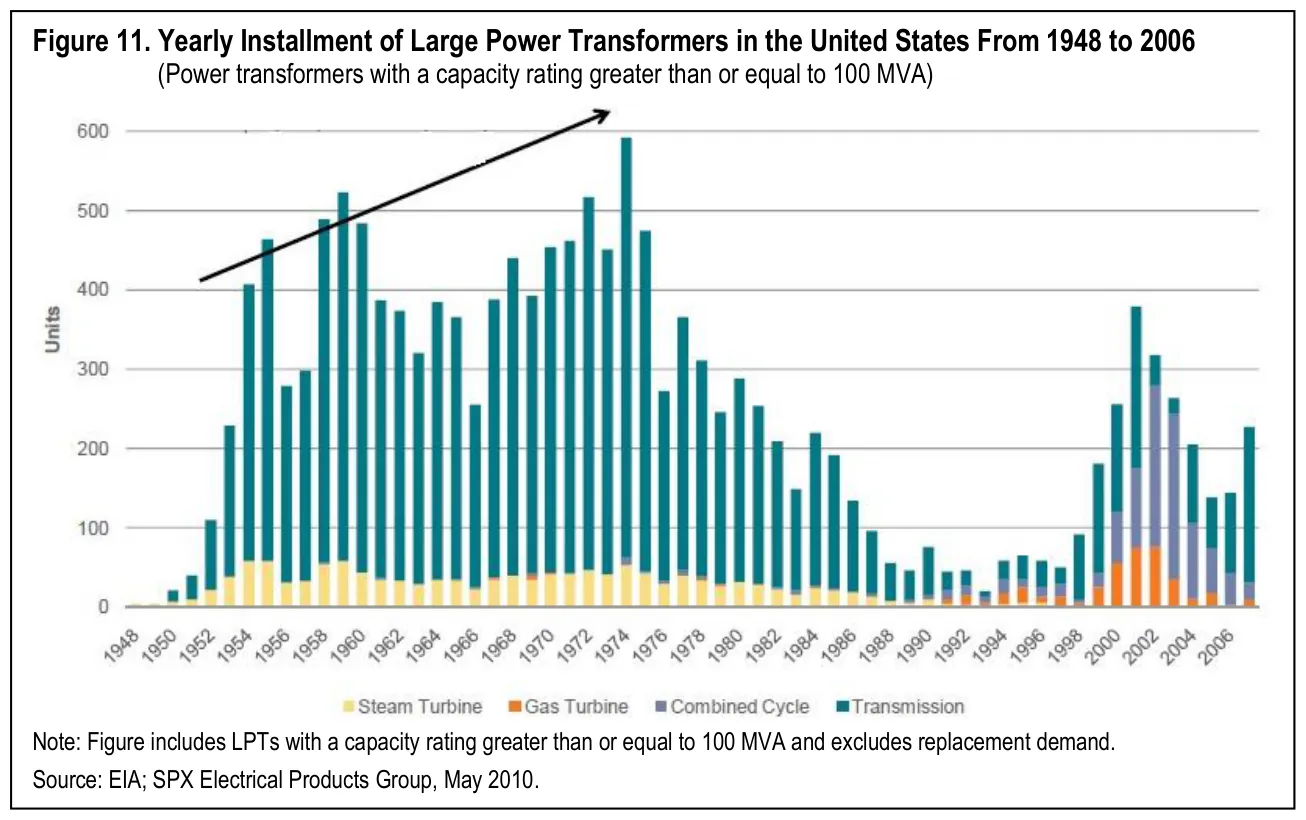 Figure 11. Yearly Installment of Large Power Transformers in the United States From 1948 to 2006
(Power transformers with a capacity rating greater than or equal to 100 MVA)
600
500
400
300
200
100
0
Units
1948 1950 1952 1954 1956 1958 1960 1962 1964 1966 1968 1970 1972 1974 1976 1978 1980 1982 1984 1986 1988 1990 1992 1994 1996 1998 2000 2002 2004 2006
Steam Turbine Gas Turbine Combined Cycle Transmission
Note: Figure includes LPTs with a capacity rating greater than or equal to 100 MVA and excludes replacement demand.
Source: EIA; SPX Electrical Products Group, May 2010.